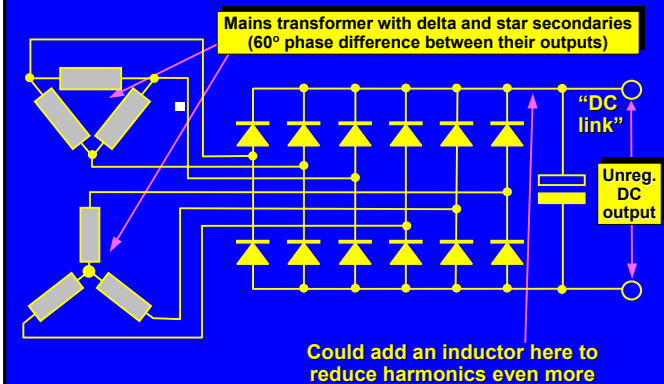 Mains transformer with delta and star secondaries
(60º phase difference between their outputs)
“DC
link”
Unreg.
DC
output
Could add an inductor here to
reduce harmonics even more